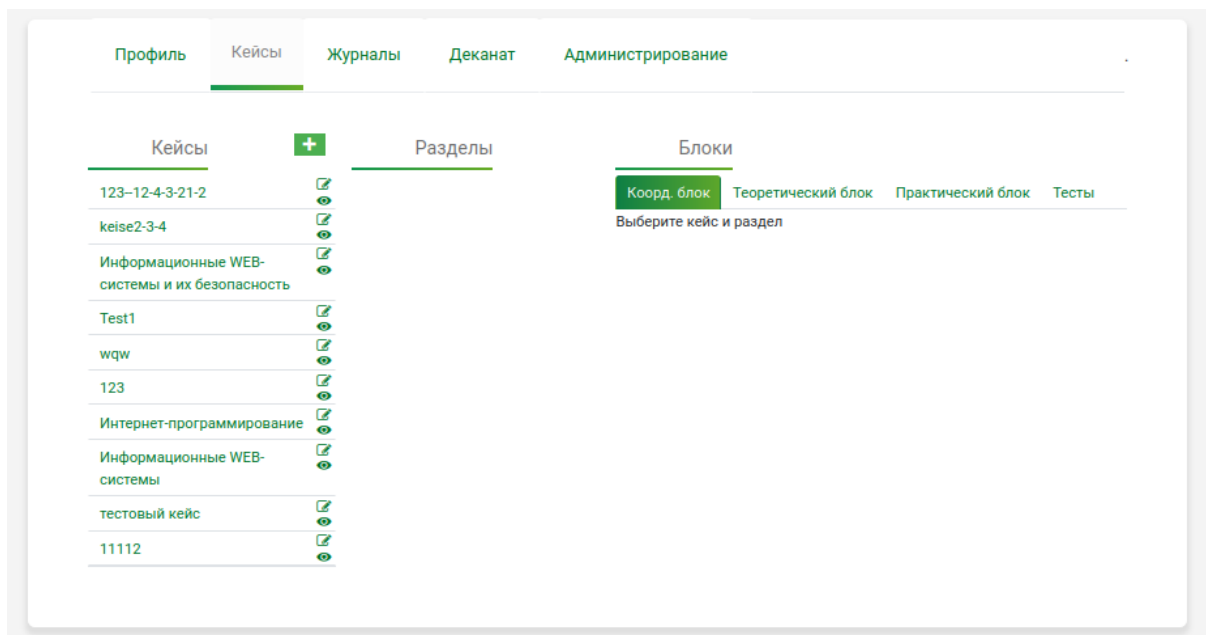 Профиль Кейсы Журналы Деканат Администрирование .
Кейсы + Разделы Блоки
123--12-4-3-21-2
Коорд. блок Теоретический блок Практический блок Тесты
Выберите кейс и раздел
keise2-3-4
Информационные WEB-
системы и их безопасность
Test1
wqw
123
Интернет-программирование
Информационные WEB-
системы
тестовый кейс
11112